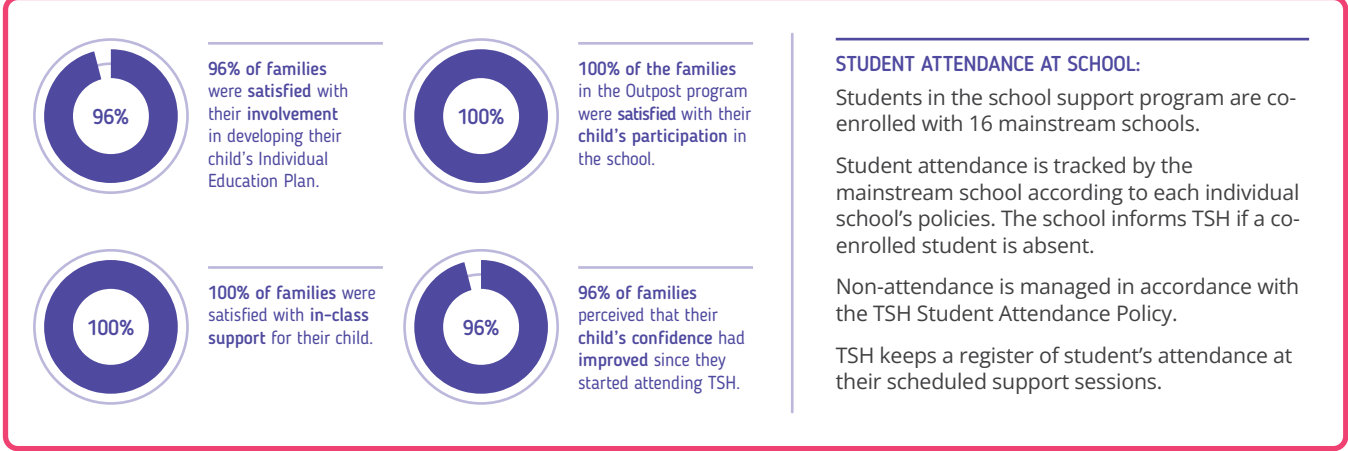 96%
96% of families
were satisfied with
their involvement
in developing their
child's Individual
Education Plan.
100%
100% of the families
in the Outpost program
were satisfied with their
child's participation in
the school.
100%
100% of families were
satisfied with in-class
support for their child.
96%
96% of families
perceived that their
child's confidence had
improved since they
started attending TSH.
STUDENT ATTENDANCE AT SCHOOL:
Students in the school support program are co-
enrolled with 16 mainstream schools.
Student attendance is tracked by the
mainstream school according to each individual
school's policies. The school informs TSH if a co-
enrolled student is absent.
Non-attendance is managed in accordance with
the TSH Student Attendance Policy.
TSH keeps a register of student's attendance at
their scheduled support sessions.